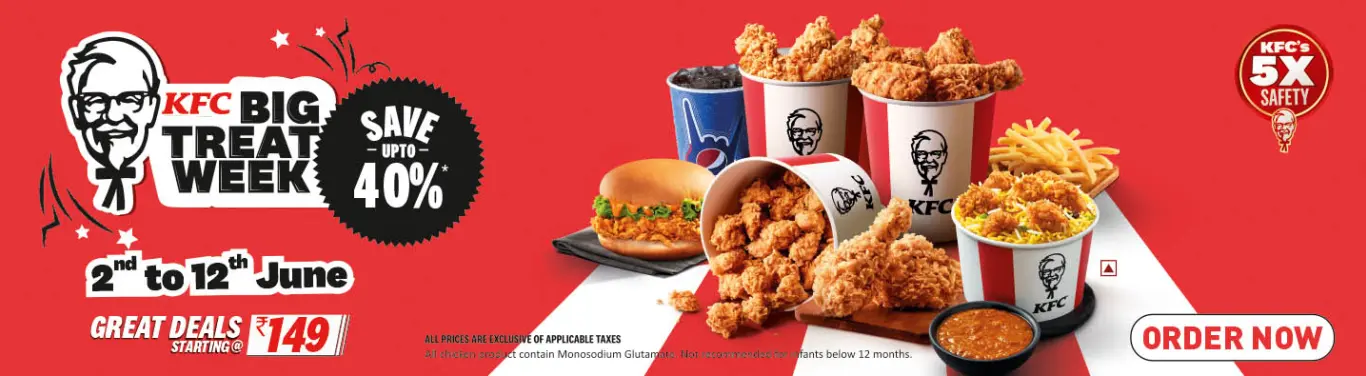 KFC BIG
TREAT
WEEK
SAVE
UPTO
40%*
2nd to 12th June
GREAT DEALS
STARTING@
₹149
KFC's
5X
SAFETY
KFC
KFC
KFC
ALL PRICES ARE EXCLUSIVE OF APPLICABLE TAXES
All chicken product contain Monosodium Glutamate. Not recommended for infants below 12 months.
ORDER NOW